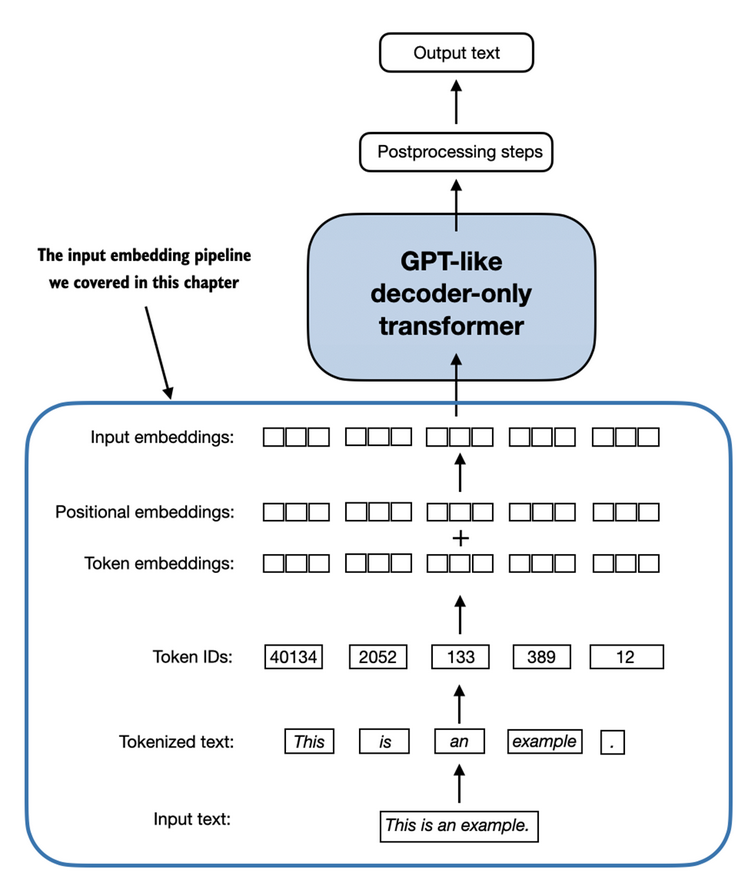 Output text
Postprocessing steps
GPT-like
decoder-only
transformer
The input embedding pipeline
we covered in this chapter
Input embeddings:
Positional embeddings:
+
Token embeddings:
Token IDs: 40134 2052 133 389 12
Tokenized text: This is an example .
Input text: This is an example.